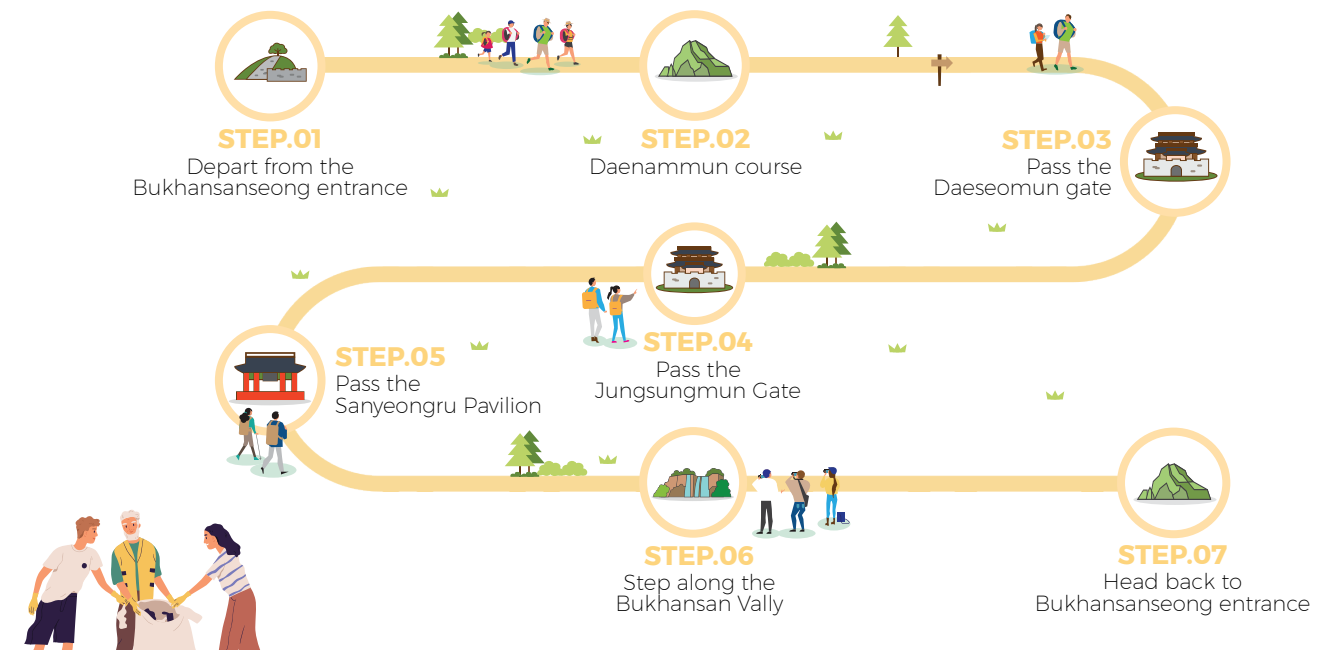 STEP.01
Depart from the
Bukhansanseong entrance
STEP.02
Daenammun course
STEP.03
Pass the
Daeseomun gate
STEP.04
Pass the
Jungsungmun Gate
STEP.05
Pass the
Sanyeongru Pavilion
STEP.06
Step along the
Bukhansan Vally
STEP.07
Head back to
Bukhansanseong entrance